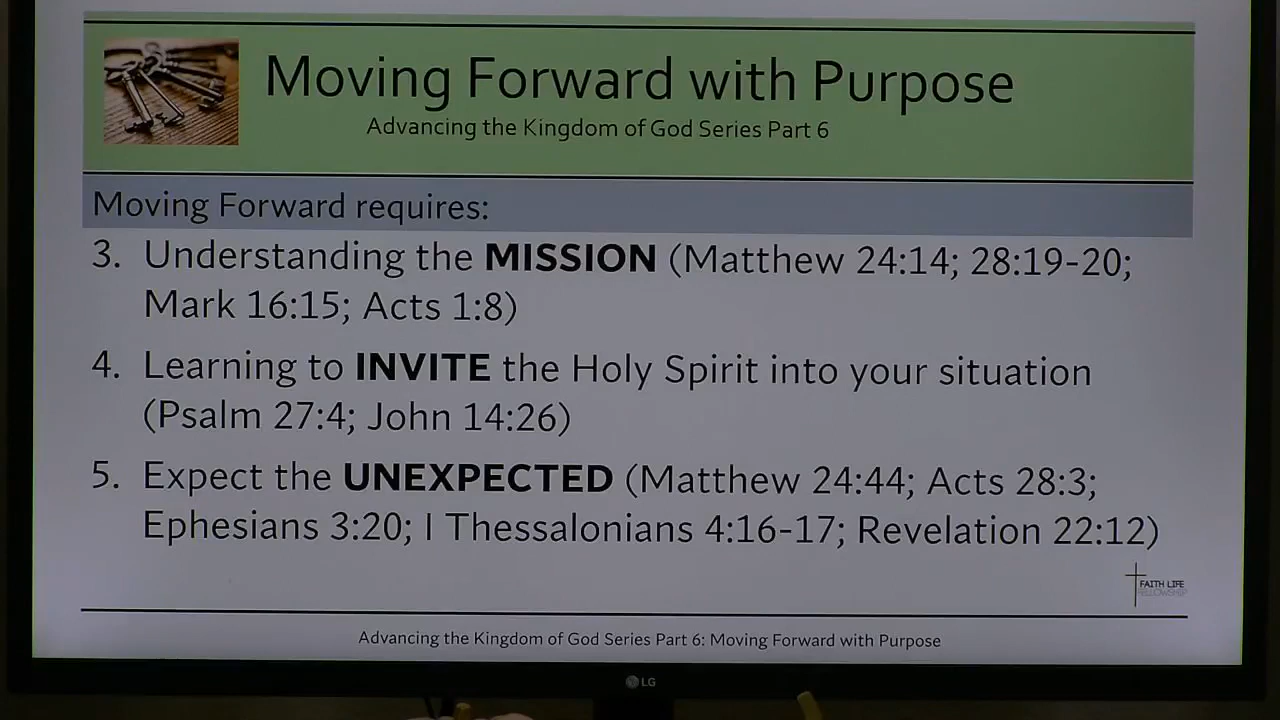 Moving Forward with Purpose
Advancing the Kingdom of God Series Part 6
Moving Forward requires:
3. Understanding the MISSION (Matthew 24:14; 28:19-20;
Mark 16:15; Acts 1:8)
4. Learning to INVITE the Holy Spirit into your situation
(Psalm 27:4; John 14:26)
5. Expect the UNEXPECTED (Matthew 24:44; Acts 28:3;
Ephesians 3:20; I Thessalonians 4:16-17; Revelation 22:12)
FAITH LIFE
FELLOWSHIP
Advancing the Kingdom of God Series Part 6: Moving Forward with Purpose
LG